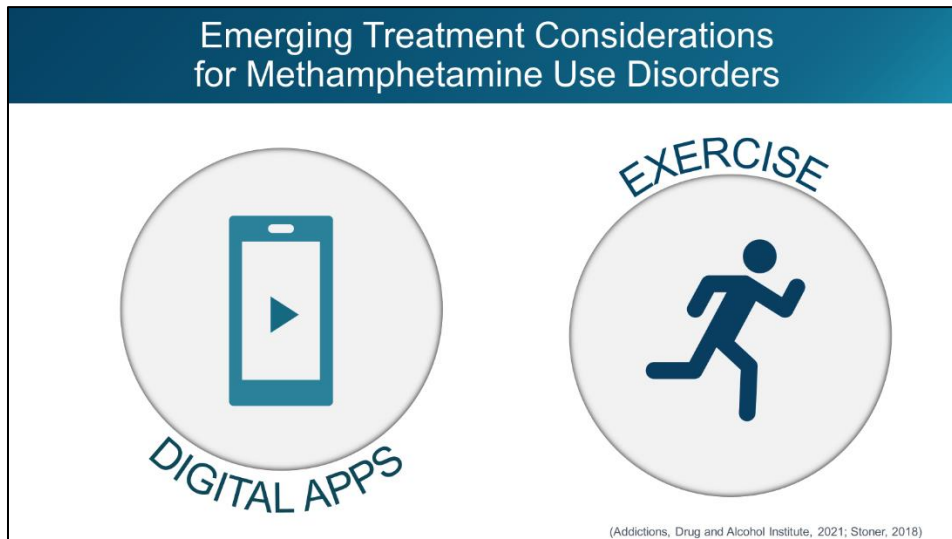 Emerging Treatment Considerations
for Methamphetamine Use Disorders
DIGITAL APPS
EXERCISE
(Addictions, Drug and Alcohol Institute, 2021; Stoner, 2018)